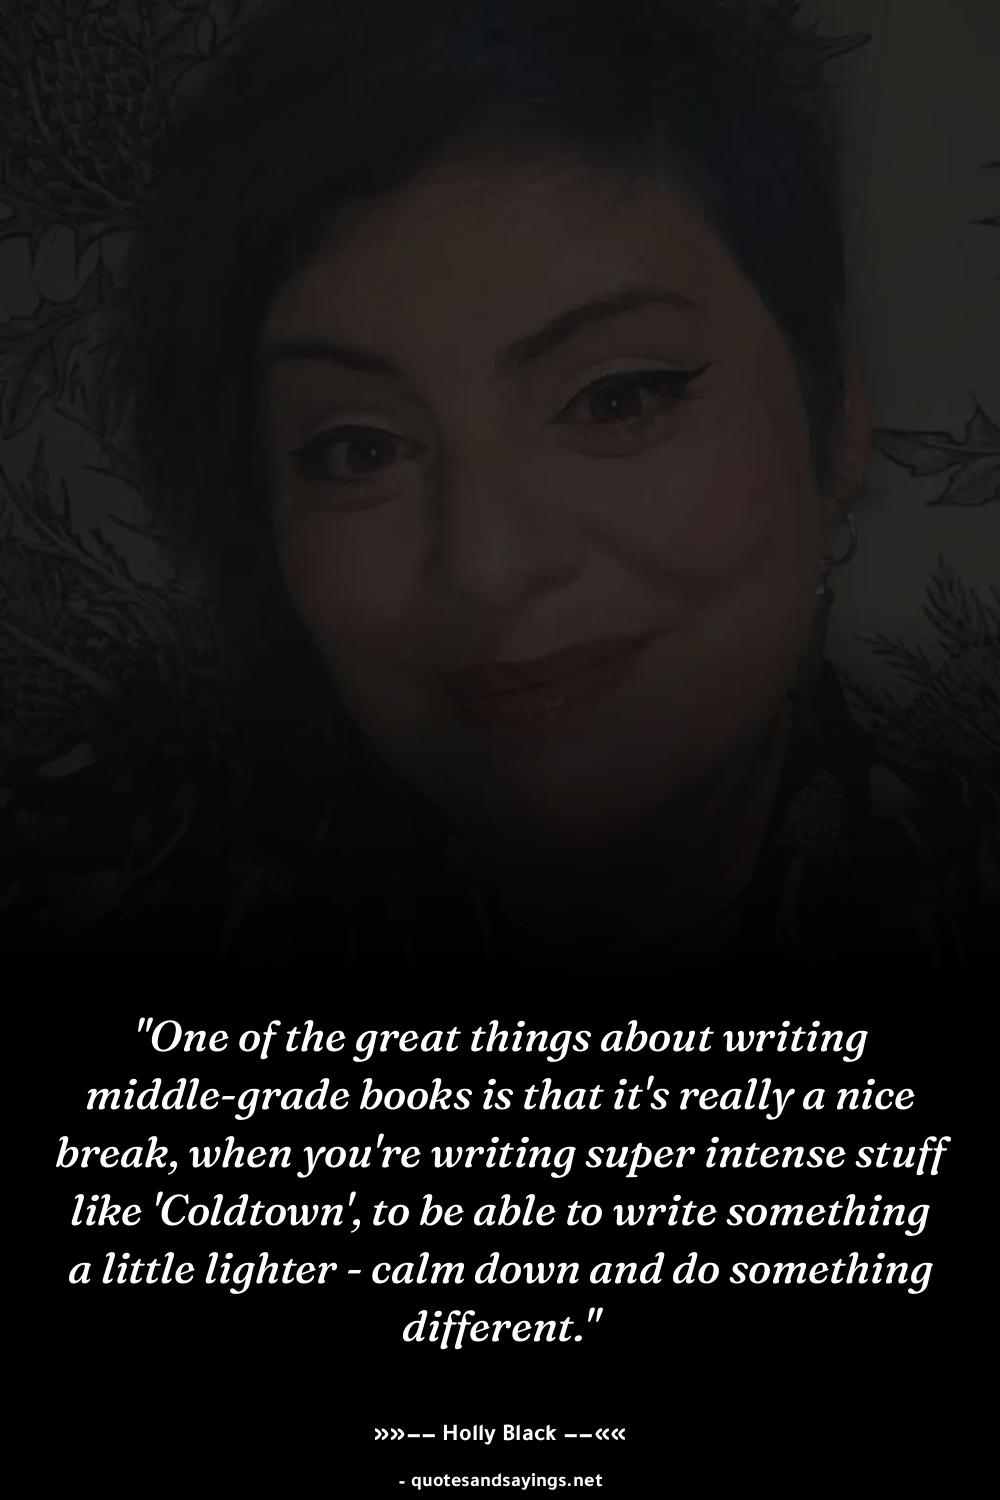 "One of the great things about writing
middle-grade books is that it's really a nice
break, when you're writing super intense stuff
like 'Coldtown', to be able to write something
a little lighter - calm down and do something
different."
»»−− Holly Black −−««
- quotesandsayings.net